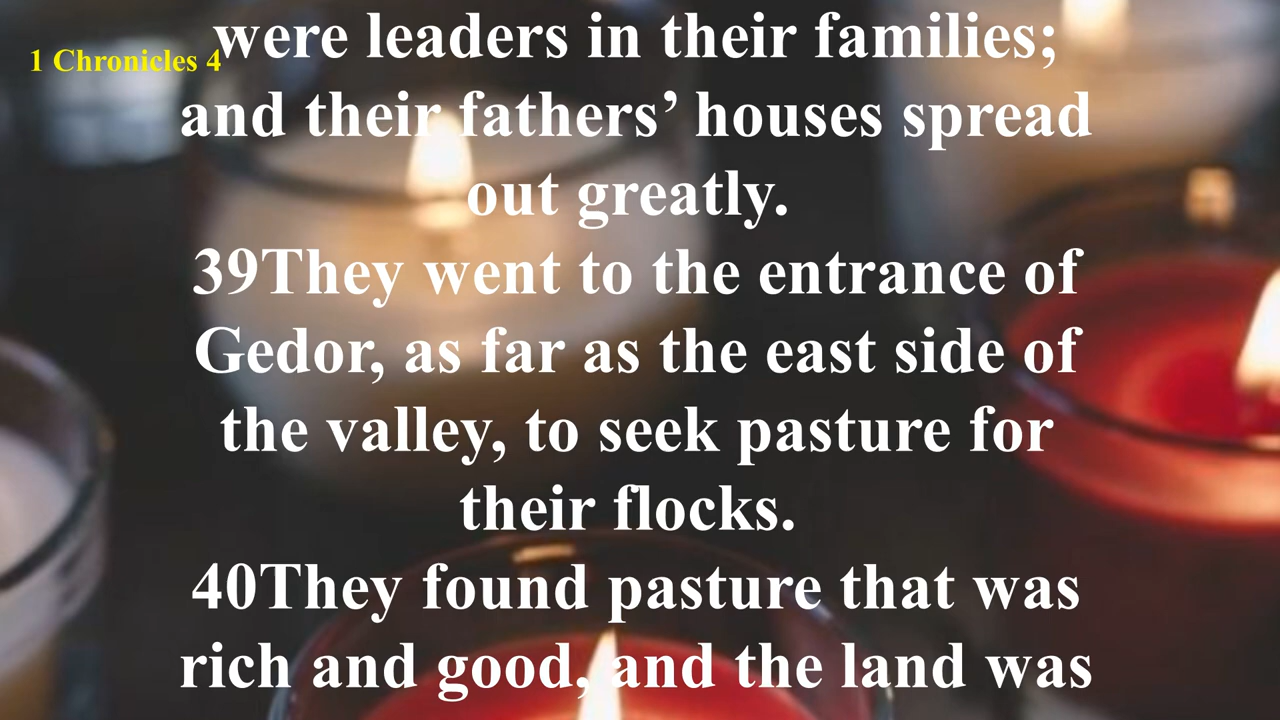 1 Chronicles 4
were leaders in their families;
and their fathers’ houses spread
out greatly.
39They went to the entrance of
Gedor, as far as the east side of
the valley, to seek pasture for
their flocks.
40They found pasture that was
rich and good, and the land was